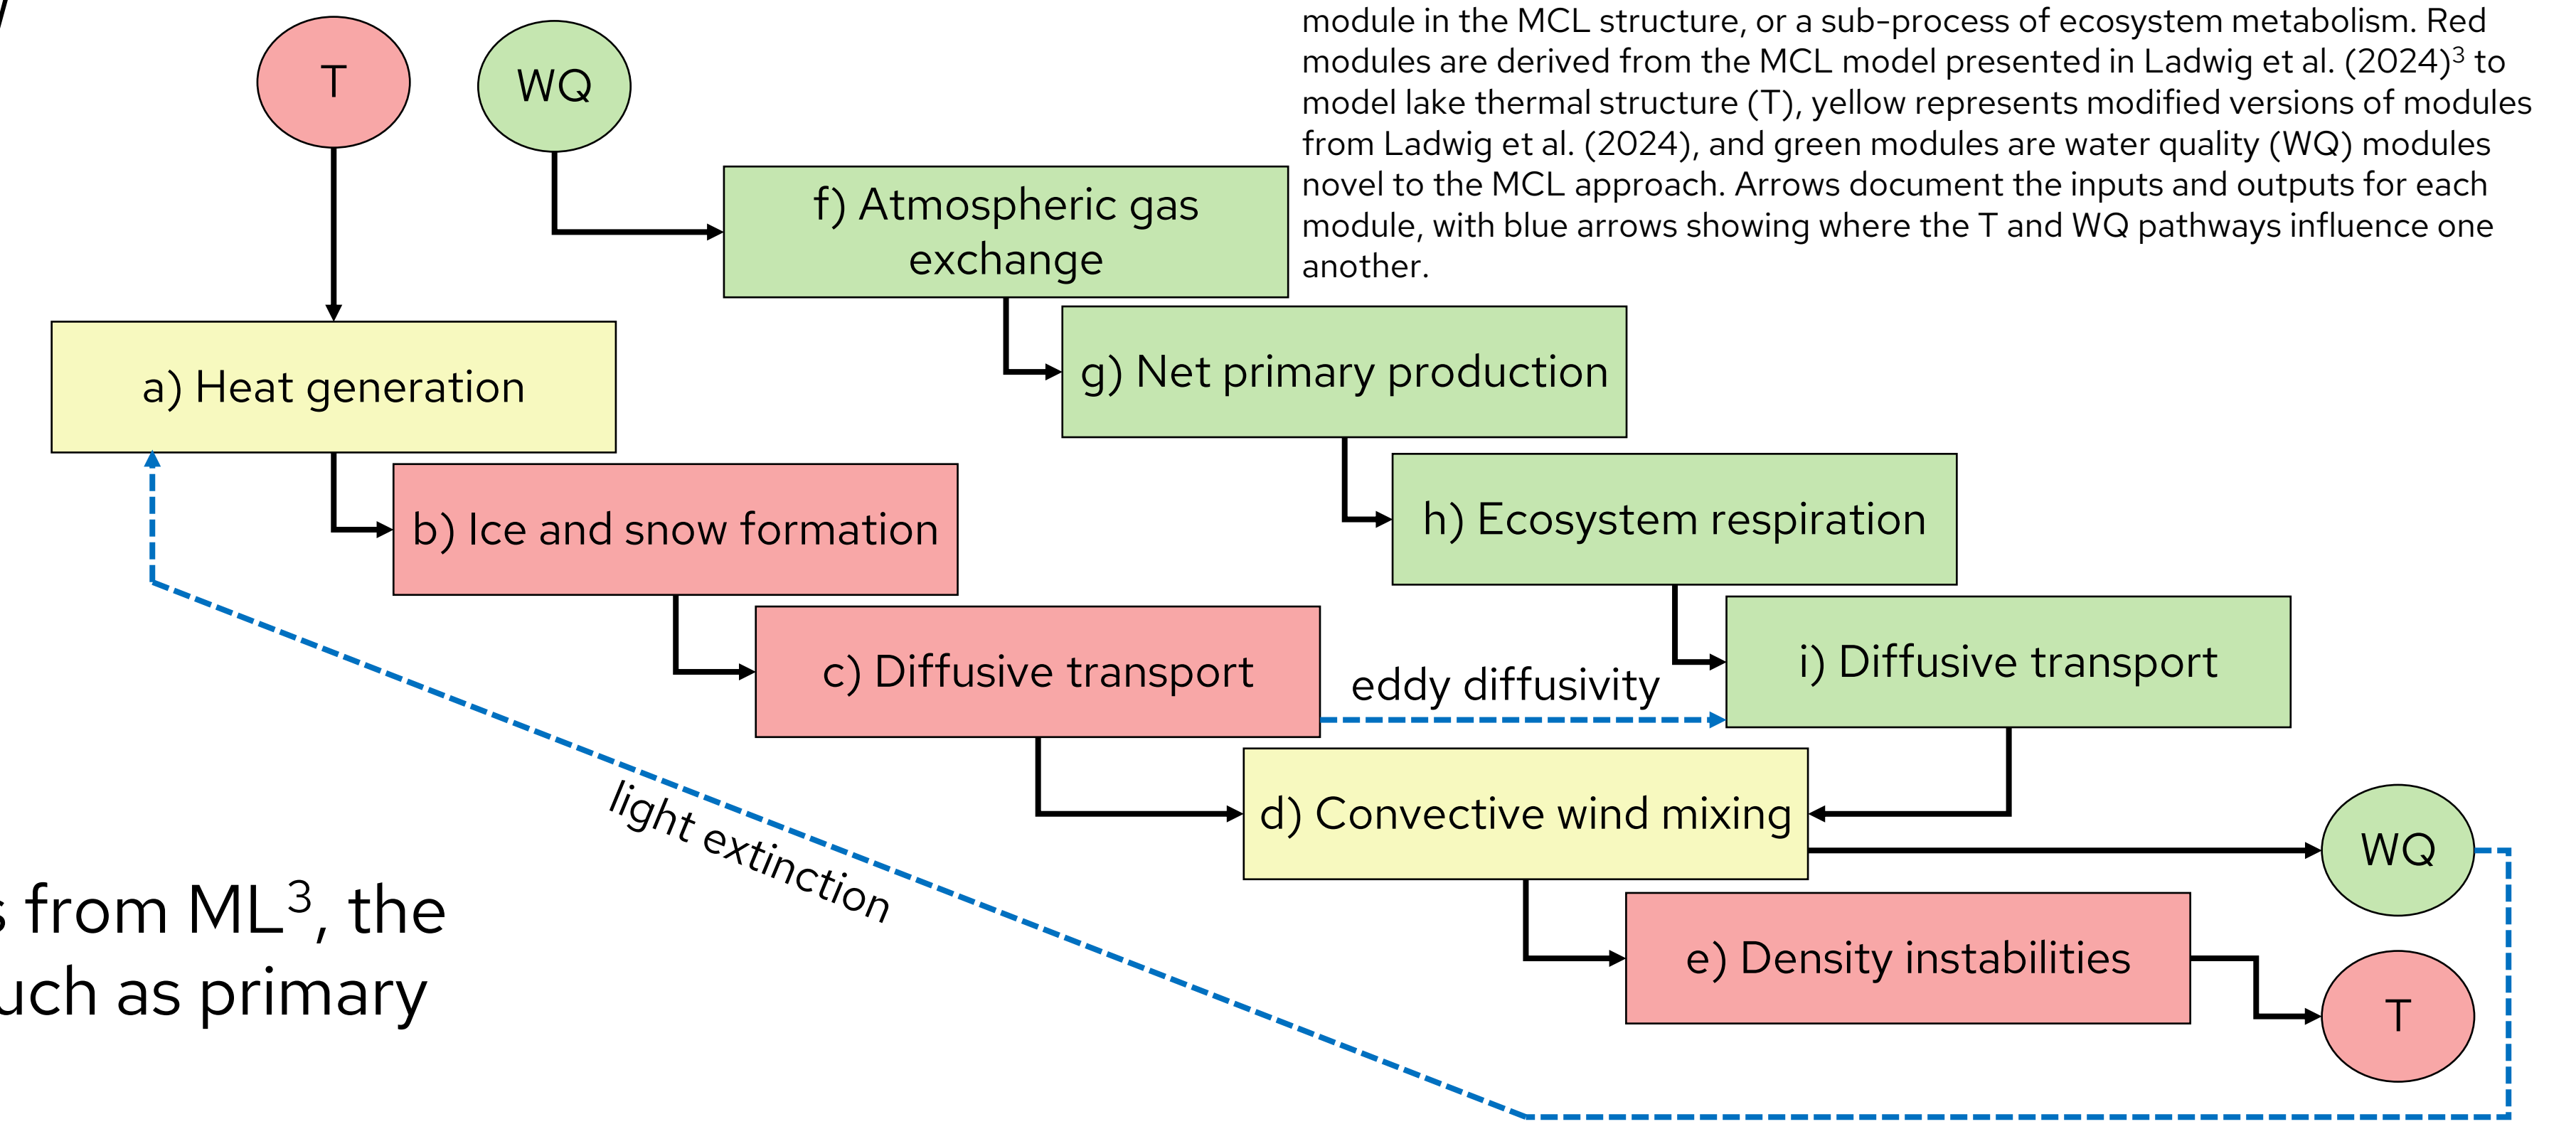 module in the MCL structure, or a sub-process of ecosystem metabolism. Red
modules are derived from the MCL model presented in Ladwig et al. (2024)³ to
model lake thermal structure (T), yellow represents modified versions of modules
from Ladwig et al. (2024), and green modules are water quality (WQ) modules
novel to the MCL approach. Arrows document the inputs and outputs for each
module, with blue arrows showing where the T and WQ pathways influence one
another.
T
WQ
f) Atmospheric gas
exchange
g) Net primary production
a) Heat generation
h) Ecosystem respiration
b) Ice and snow formation
i) Diffusive transport
c) Diffusive transport
eddy diffusivity
d) Convective wind mixing
light extinction
WQ
e) Density instabilities
T
from ML³, the
as primary